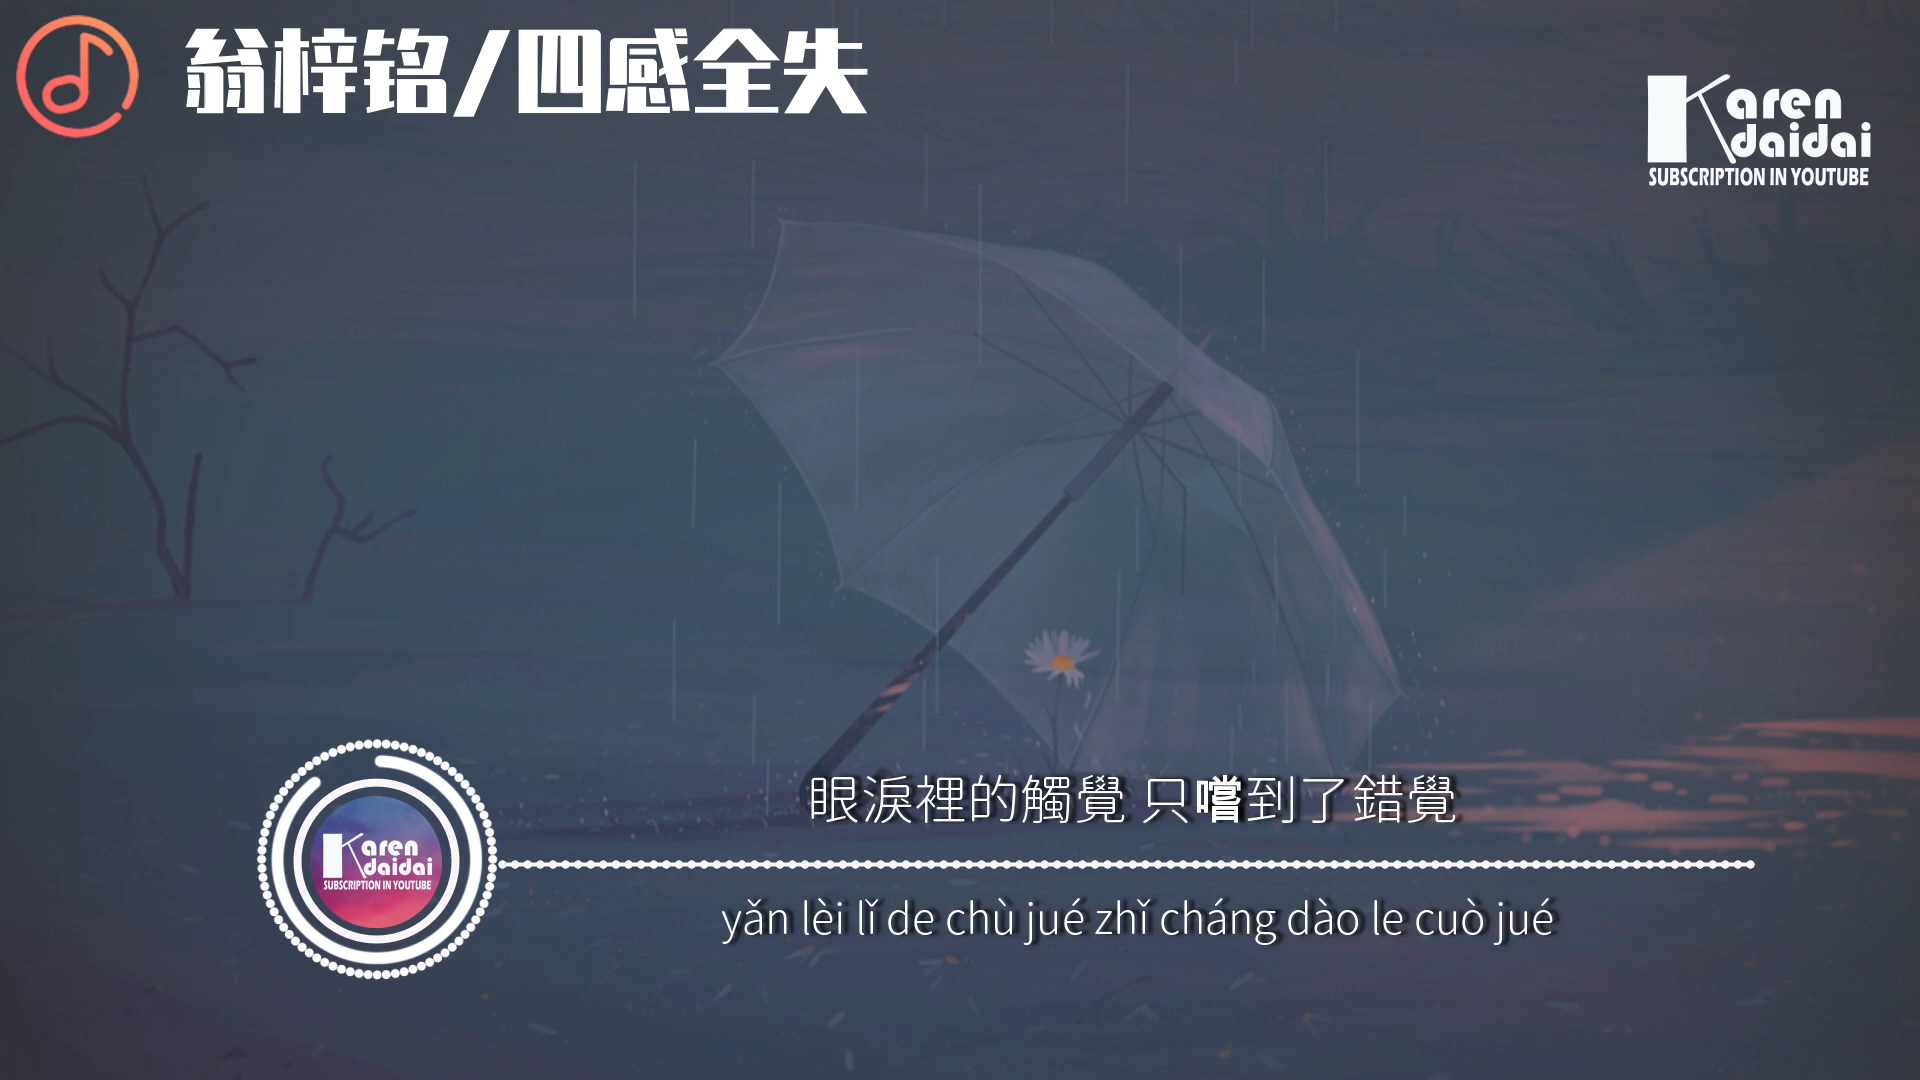 翁梓铭/四感全失
Karen
daidai
SUBSCRIPTION IN YOUTUBE
眼淚裡的觸覺 只嚐到了錯覺
Karen
daidai
SUBSCRIPTION IN YOUTUBE
yǎn lèi lǐ de chù jué zhǐ cháng dào le cuò jué